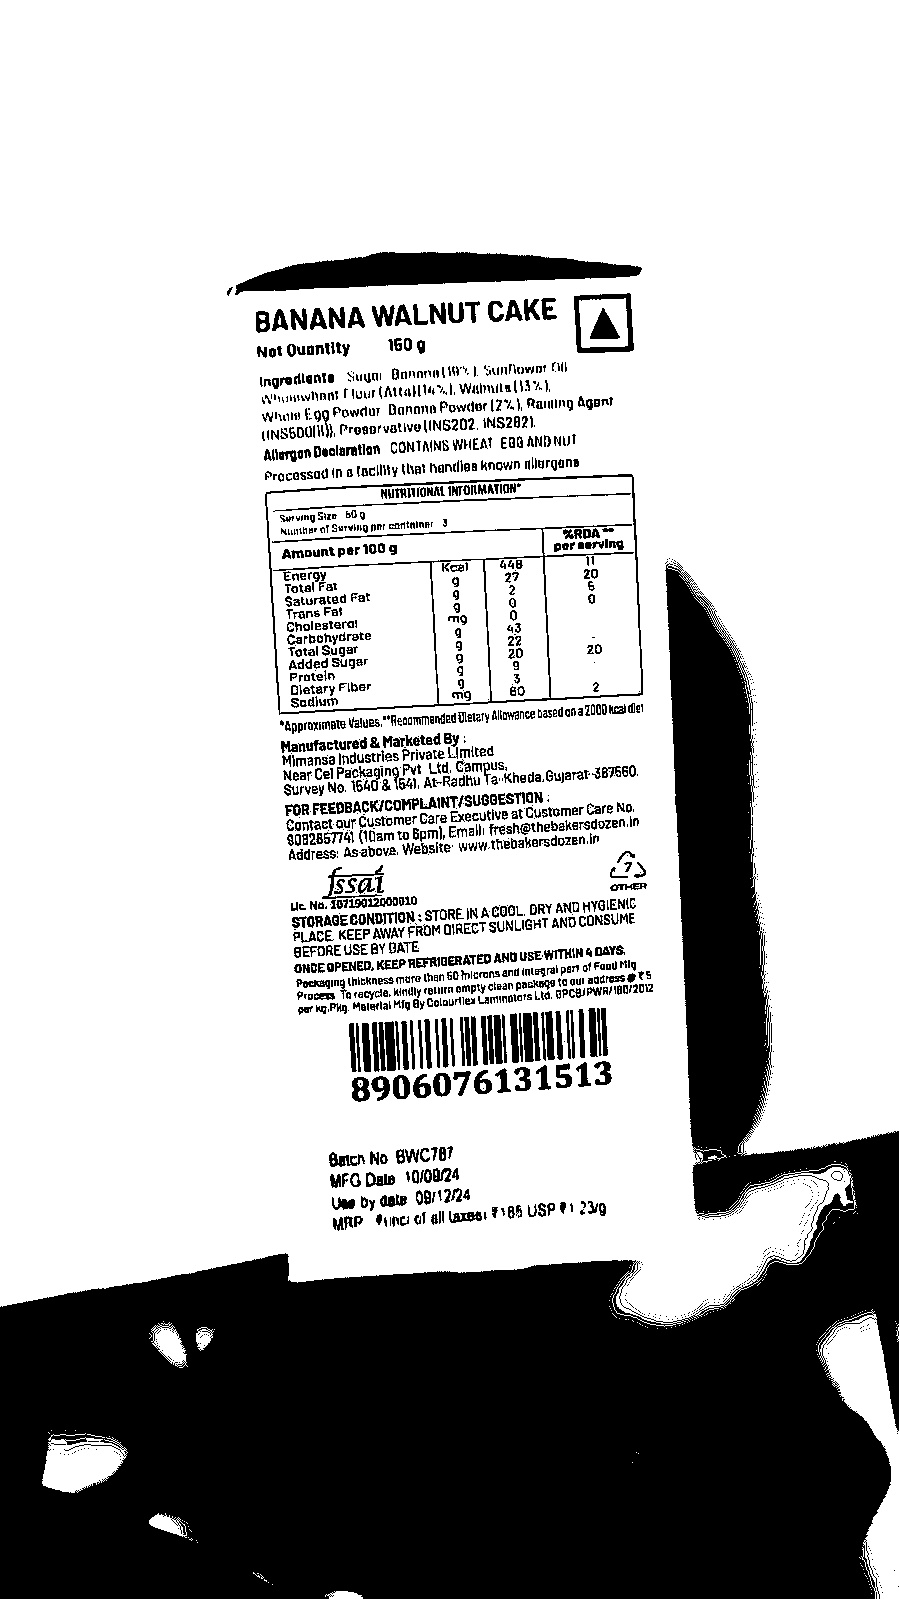 BANANA WALNUT CAKE
Net Quantity 150 g
Ingredients Sugar Banana (19%), Sunflower Oil
Wholewheat Flour (Atta) (14%), Walnuts (13%),
Whole Egg Powder Banana Powder (2%), Raising Agent
(INS500(ii)), Preservative (INS202, INS282).
Allergen Declaration CONTAINS WHEAT EGG AND NUT
Processed in a facility that handles known allergens
NUTRITIONAL INFORMATION*
Serving Size 50 g
Number of Serving per container 3
Amount per 100 g %RDA** per serving
Energy Kcal 448 11
Total Fat g 27 20
Saturated Fat g 2 5
Trans Fat g 0 0
Cholesterol mg 0
Carbohydrate g 43
Total Sugar g 22 -
Added Sugar g 20 20
Protein g 9 -
Dietary Fiber g 3
Sodium mg 60 2
*Approximate Values. **Recommended Dietary Allowance based on a 2000 kcal diet
Manufactured & Marketed By :
Mimansa Industries Private Limited
Near Cel Packaging Pvt Ltd, Campus,
Survey No. 1540 & 1541, At-Radhu Ta-Kheda, Gujarat-387560.
FOR FEEDBACK/COMPLAINT/SUGGESTION :
Contact our Customer Care Executive at Customer Care No.
9082657741 (10am to 6pm), Email: fresh@thebakersdozen.in
Address: As above, Website: www.thebakersdozen.in
fssai
Lic. No. 10719012000010
7
OTHER
STORAGE CONDITION : STORE IN A COOL, DRY AND HYGIENIC
PLACE. KEEP AWAY FROM DIRECT SUNLIGHT AND CONSUME
BEFORE USE BY DATE
ONCE OPENED, KEEP REFRIGERATED AND USE WITHIN 4 DAYS.
Packaging thickness more than 50 microns and integral part of Food Mfg
Process. To recycle, kindly return empty clean package to our address @ ₹5
per kg. Pkg. Material Mfg By Colourflex Laminators Ltd. GPCB/PWR/180/2012
8906076131513
Batch No BWC787
MFG Date 10/09/24
Use by date 09/12/24
MRP ₹ (incl of all taxes) ₹185 USP ₹1.23/g